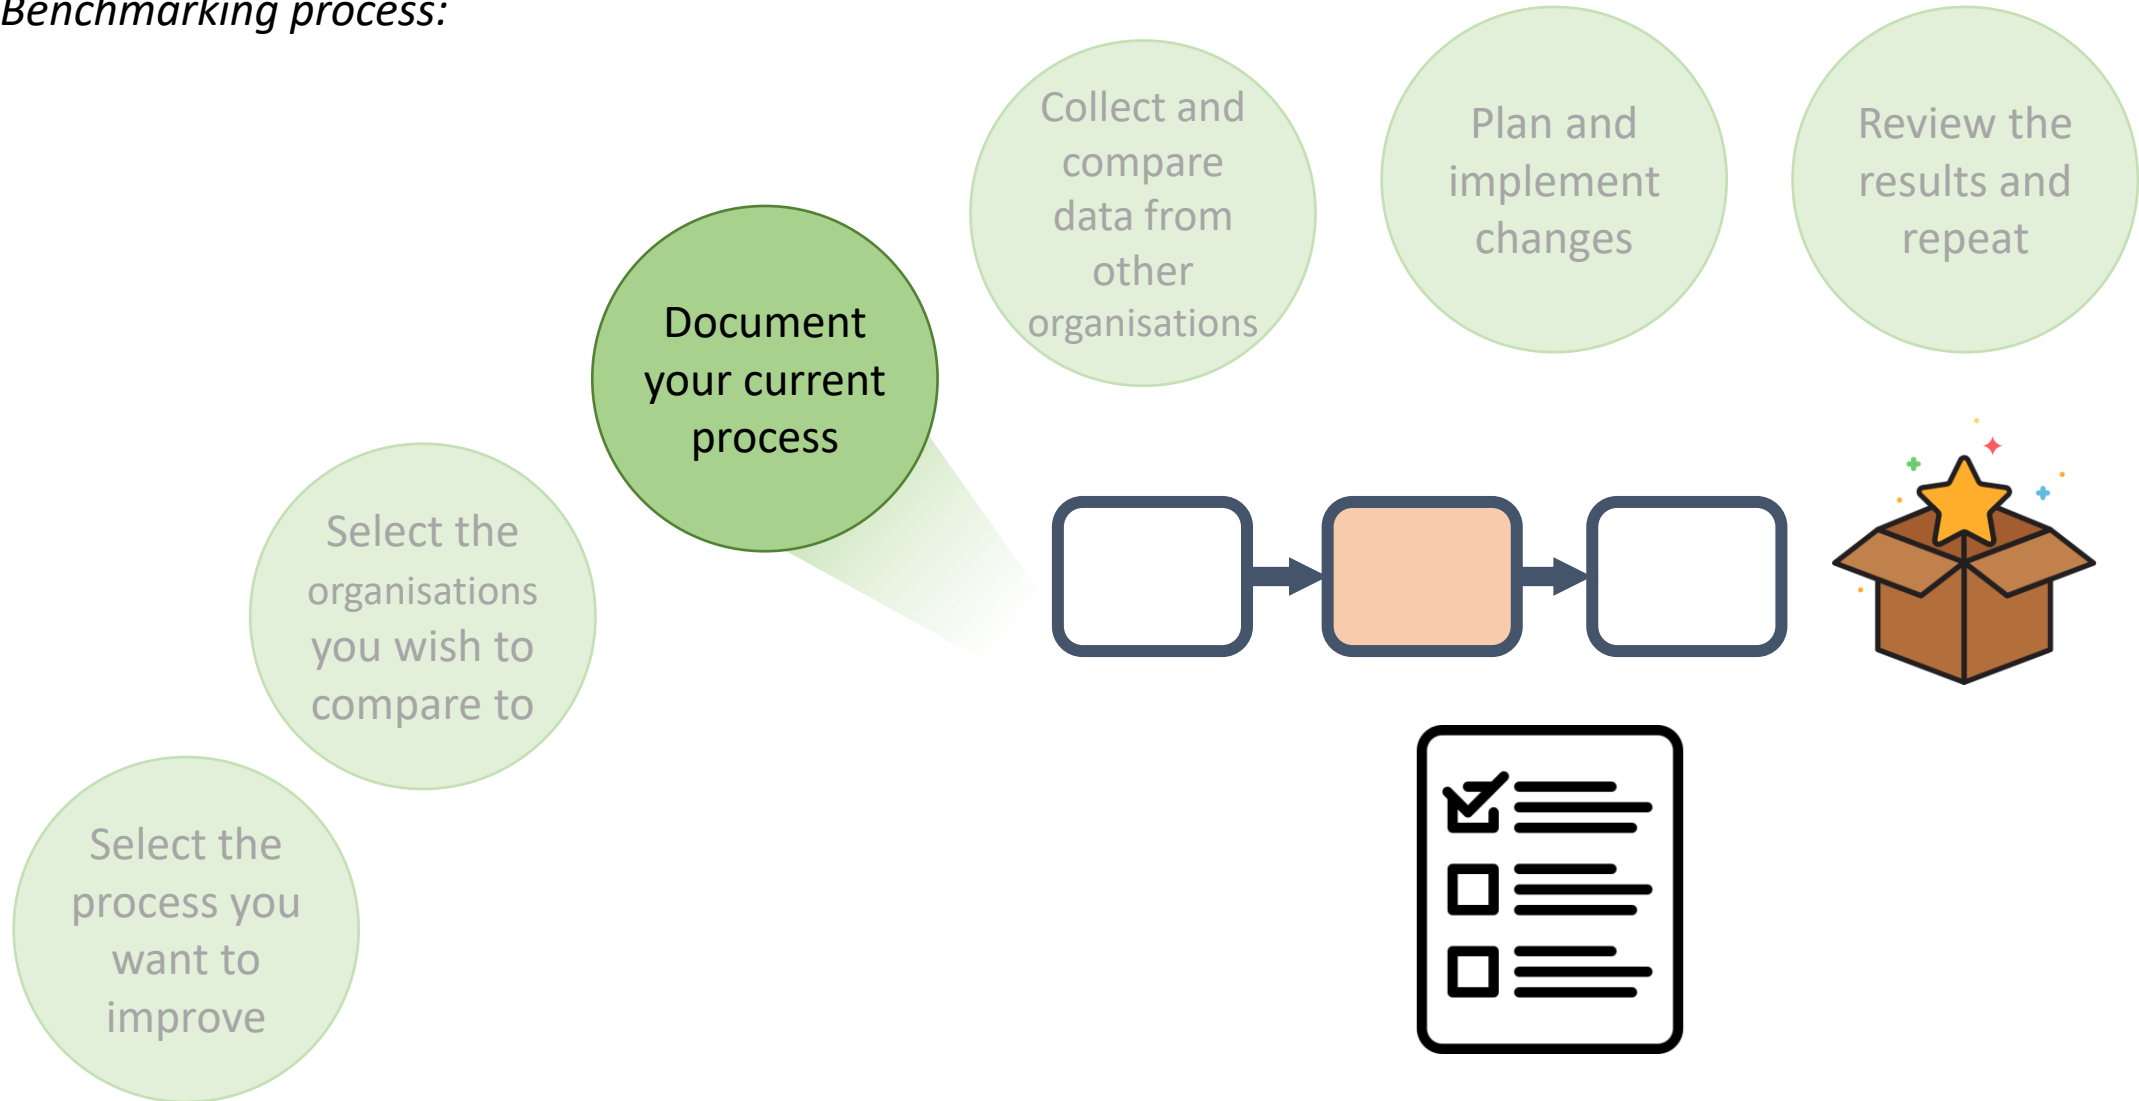 Benchmarking process:
Select the
process you
want to
improve
Select the
organisations
you wish to
compare to
Document
your current
process
Collect and
compare
data from
other
organisations
Plan and
implement
changes
Review the
results and
repeat